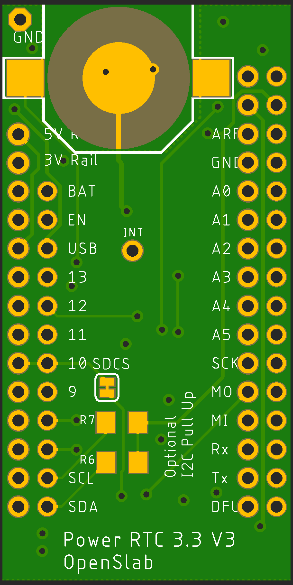 GND
5V R
3V Rail
BAT
EN
USB
13
12
11
10
9
SCL
SDA
INT
SDCS
R7
R6
Optional
I2C Pull Up
GND
A0
A1
A2
A3
A4
A5
SCK
MO
MI
Rx
Tx
DFU
Power RTC 3.3 V3
OpenSlab